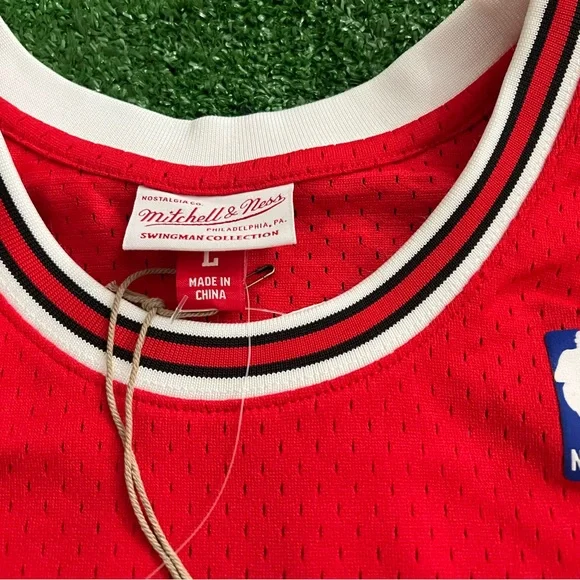 NOSTALGIA CO.
Mitchell & Ness
PHILADELPHIA, PA.
SWINGMAN COLLECTION
L
MADE IN
CHINA
N